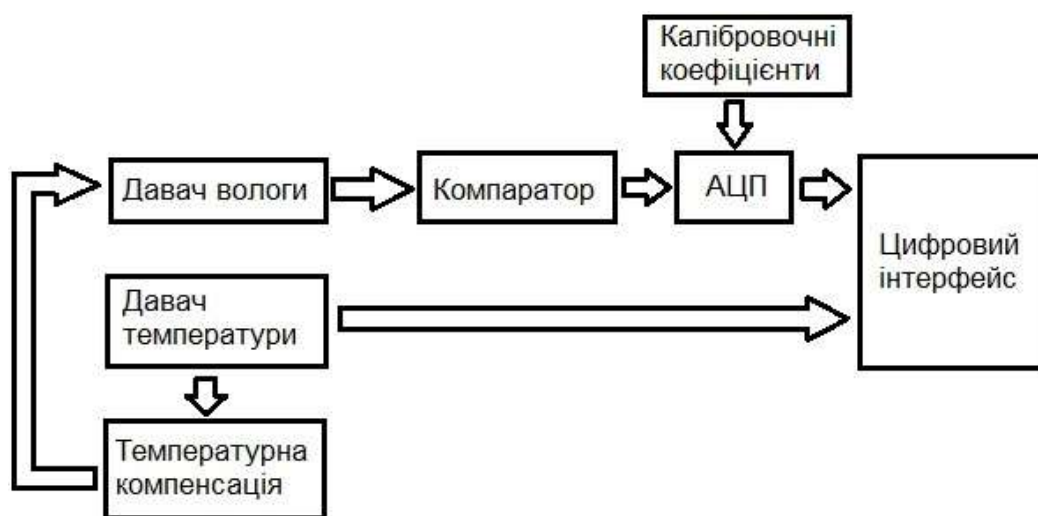 Калібровочні
коефіцієнти
Давач вологи
Компаратор
АЦП
Цифровий
інтерфейс
Давач
температури
Температурна
компенсація